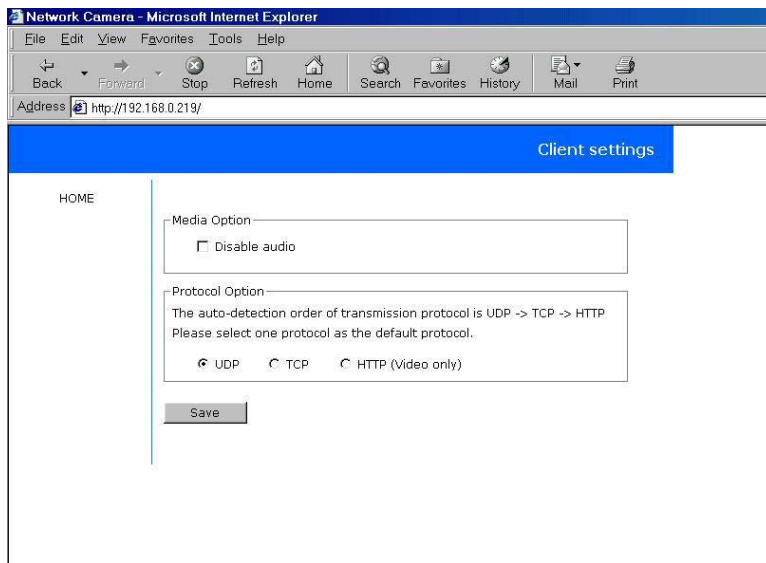 Network Camera - Microsoft Internet Explorer
File Edit View Favorites Tools Help
Back Forward Stop Refresh Home Search Favorites History Mail Print
Address http://192.168.0.219/
Client settings
HOME
Media Option
Disable audio
Protocol Option
The auto-detection order of transmission protocol is UDP -> TCP -> HTTP
Please select one protocol as the default protocol.
UDP TCP HTTP (Video only)
Save